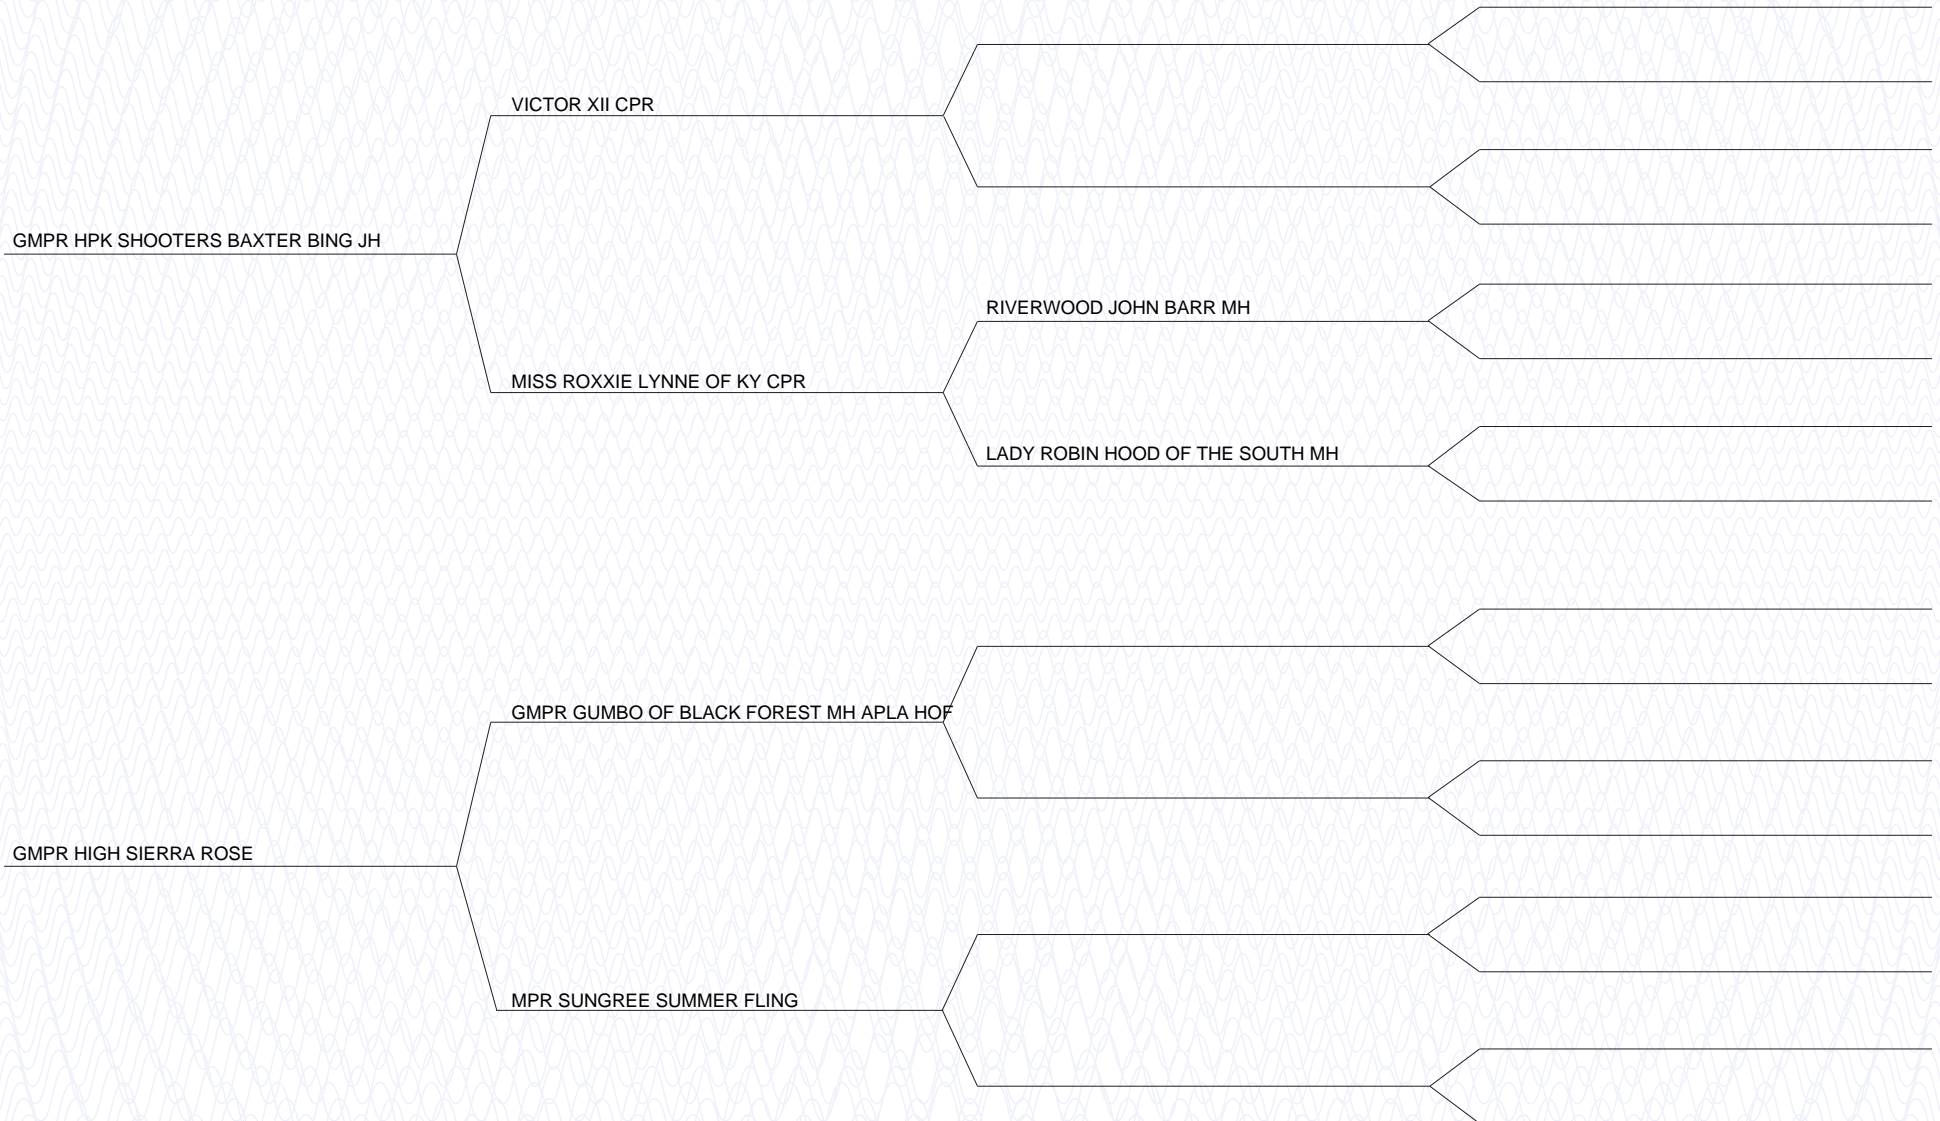 VICTOR XII CPR
GMPR HPK SHOOTERS BAXTER BING JH
RIVERWOOD JOHN BARR MH
MISS ROXXIE LYNNE OF KY CPR
LADY ROBIN HOOD OF THE SOUTH MH
GMPR GUMBO OF BLACK FOREST MH APLA HOF
GMPR HIGH SIERRA ROSE
MPR SUNGREE SUMMER FLING